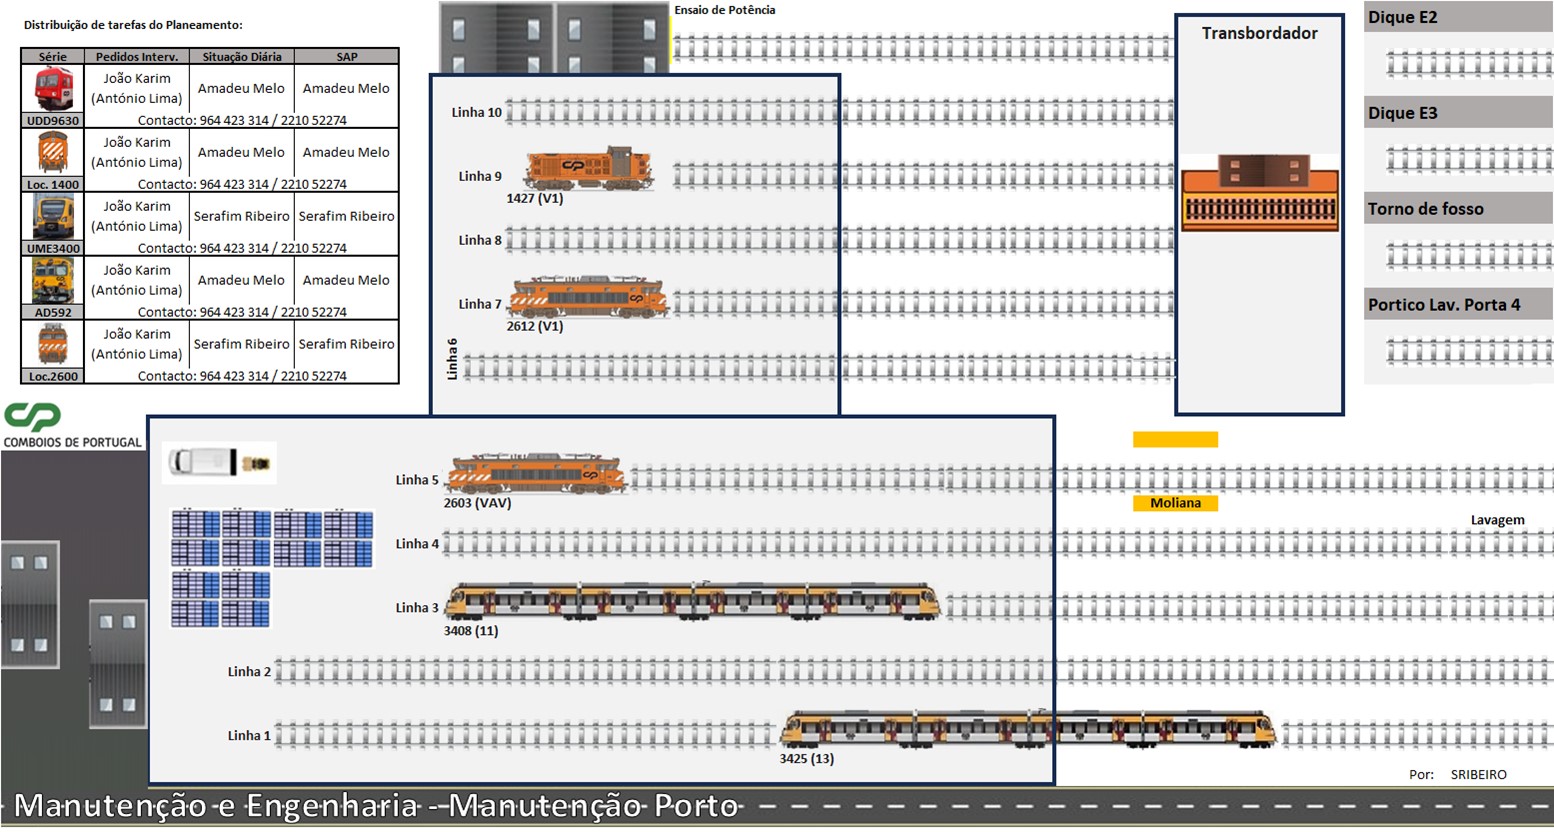 Distribuição de tarefas do Planeamento:
Série Pedidos Interv. Situação Diária SAP
João Karim
(António Lima)
Amadeu Melo Amadeu Melo
UDD9630 Contacto: 964 423 314 / 2210 52274
João Karim
(António Lima)
Amadeu Melo Amadeu Melo
Loc. 1400 Contacto: 964 423 314 / 2210 52274
João Karim
(António Lima)
Serafim Ribeiro Serafim Ribeiro
UME3400 Contacto: 964 423 314 / 2210 52274
João Karim
(António Lima)
Amadeu Melo Amadeu Melo
AD592 Contacto: 964 423 314 / 2210 52274
João Karim
(António Lima)
Serafim Ribeiro Serafim Ribeiro
Loc.2600 Contacto: 964 423 314 / 2210 52274
CP
COMBOIOS DE PORTUGAL
Ensaio de Potência
Linha 10
Linha 9
1427 (V1)
Linha 8
Linha 7
2612 (V1)
Linha 6
Transbordador
Dique E2
Dique E3
Torno de fosso
Portico Lav. Porta 4
Linha 5
2603 (VAV)
Moliana
Lavagem
Linha 4
Linha 3
3408 (11)
Linha 2
Linha 1
3425 (13)
Por: SRIBEIRO
Manutenção e Engenharia - Manutenção Porto